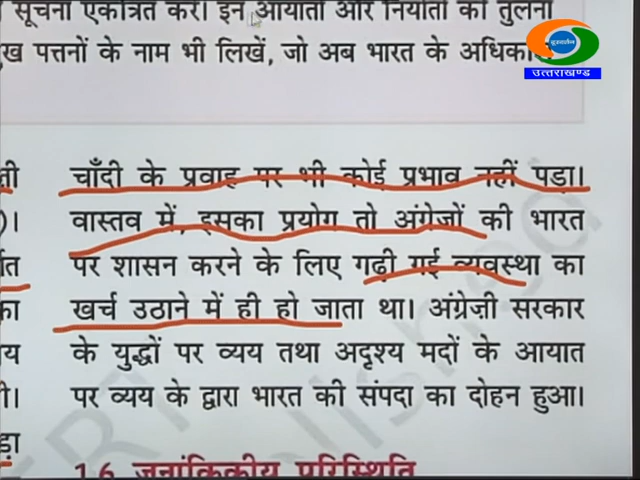 सूचना एकत्रित करें। इन आयातों और निर्यातों की तुलना
पत्तनों के नाम भी लिखें, जो अब भारत के
दूरदर्शन
उत्तराखण्ड
चाँदी के प्रवाह पर भी कोई प्रभाव नहीं पड़ा।
वास्तव में, इसका प्रयोग तो अंग्रेज़ों की भारत
पर शासन करने के लिए गढ़ी गई व्यवस्था का
खर्च उठाने में ही हो जाता था। अंग्रेज़ी सरकार
के युद्धों पर व्यय तथा अदृश्य मदों के आयात
पर व्यय के द्वारा भारत की संपदा का दोहन हुआ।
1.6 जनांकिकीय परिस्थिति